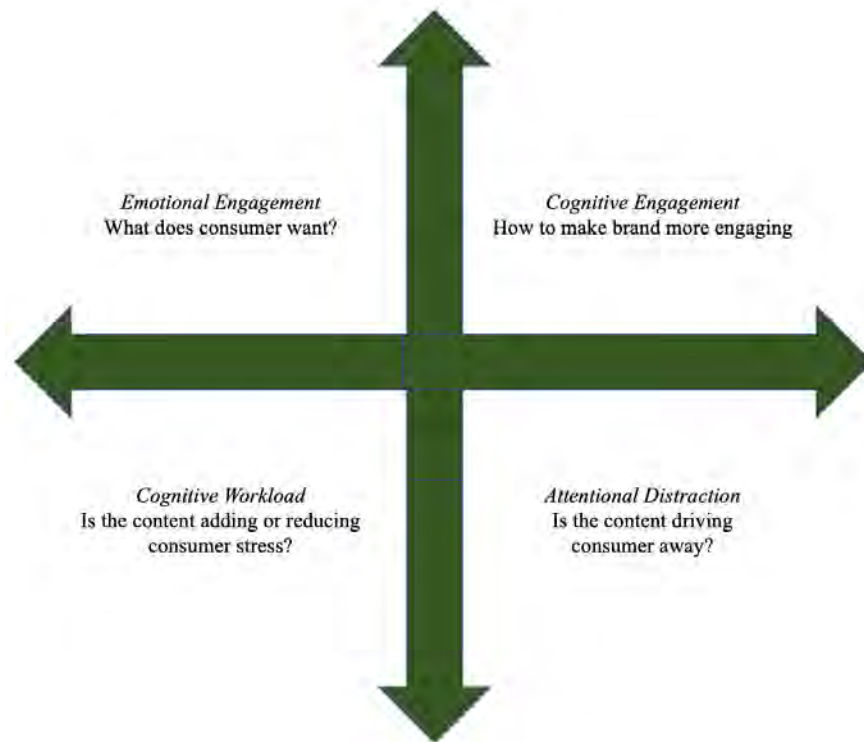 Emotional Engagement
What does consumer want?
Cognitive Engagement
How to make brand more engaging
Cognitive Workload
Is the content adding or reducing
consumer stress?
Attentional Distraction
Is the content driving
consumer away?